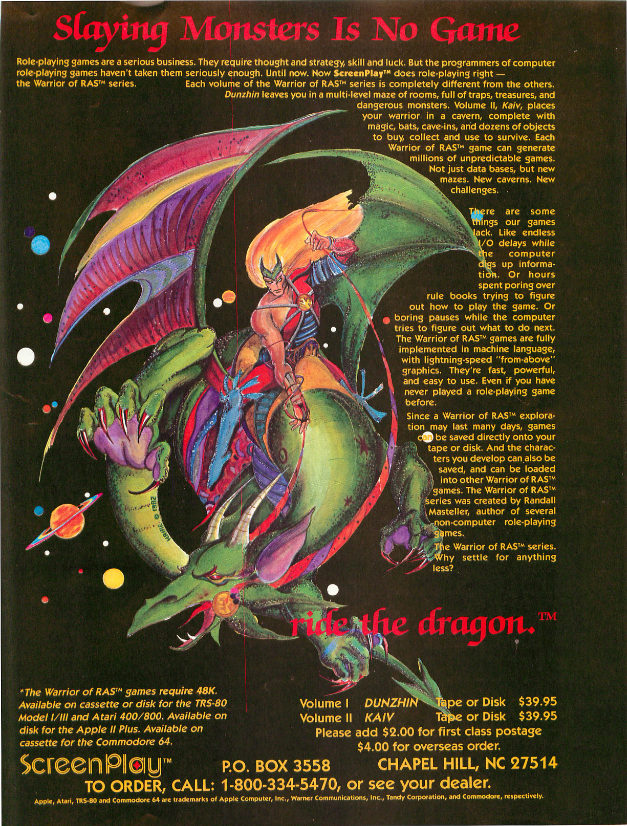 Slaying Monsters Is No Game
Role-playing games are a serious business. They require thought and strategy, skill and luck. But the programmers of computer
role-playing games haven't taken them seriously enough. Until now. Now ScreenPlay™ does role-playing right —
the Warrior of RAS™ series. Each volume of the Warrior of RAS™ series is completely different from the others.
Dunzhin leaves you in a multi-level maze of rooms, full of traps, treasures, and
dangerous monsters. Volume II, Kaiv, places
your warrior in a cavern, complete with
magic, bats, cave-ins, and dozens of objects
to buy, collect and use to survive. Each
Warrior of RAS™ game can generate
millions of unpredictable games.
Not just data bases, but new
mazes. New caverns. New
challenges.
There are some
things our games
lack. Like endless
I/O delays while
the computer
digs up informa-
tion. Or hours
spent poring over
rule books trying to figure
out how to play the game. Or
boring pauses while the computer
tries to figure out what to do next.
The Warrior of RAS™ games are fully
implemented in machine language,
with lightning-speed "from-above"
graphics. They're fast, powerful,
and easy to use. Even if you have
never played a role-playing game
before.
Since a Warrior of RAS™ explora-
tion may last many days, games
can be saved directly onto your
tape or disk. And the charac-
ters you develop can also be
saved, and can be loaded
into other Warrior of RAS™
games. The Warrior of RAS™
series was created by Randall
Masteller, author of several
non-computer role-playing
games.
The Warrior of RAS™ series.
Why settle for anything
less?
© 1982
ride the dragon.™
*The Warrior of RAS™ games require 48K.
Available on cassette or disk for the TRS-80
Model I/III and Atari 400/800. Available on
disk for the Apple II Plus. Available on
cassette for the Commodore 64.
Volume I DUNZHIN Tape or Disk $39.95
Volume II KAIV Tape or Disk $39.95
Please add $2.00 for first class postage
$4.00 for overseas order.
ScreenPlay™ P.O. BOX 3558 CHAPEL HILL, NC 27514
TO ORDER, CALL: 1-800-334-5470, or see your dealer.
Apple, Atari, TRS-80 and Commodore 64 are trademarks of Apple Computer, Inc., Warner Communications, Inc., Tandy Corporation, and Commodore, respectively.